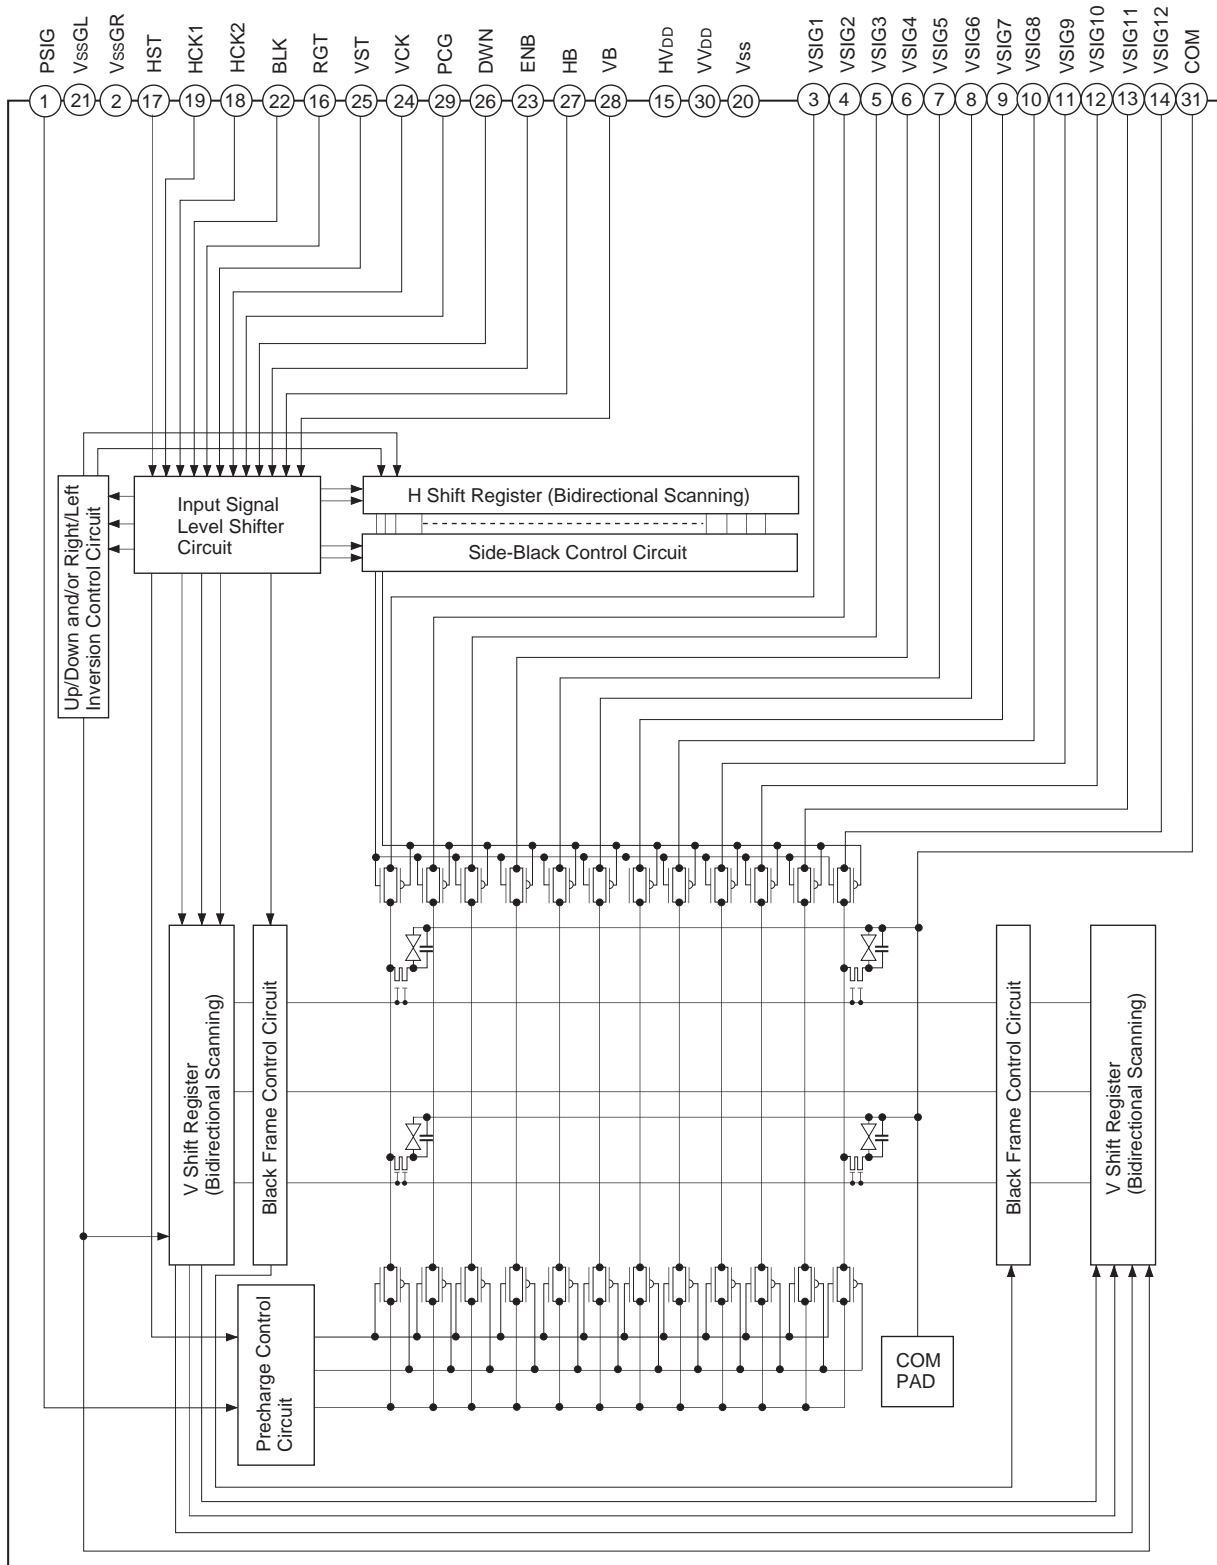 PSIG
VSSGL
VSSGR
HST
HCK1
HCK2
BLK
RGT
VST
VCK
PCG
DWN
ENB
HB
VB
HVDD
VVDD
Vss
VSIG1
VSIG2
VSIG3
VSIG4
VSIG5
VSIG6
VSIG7
VSIG8
VSIG9
VSIG10
VSIG11
VSIG12
COM
1
21
2
17
19
18
22
16
25
24
29
26
23
27
28
15
30
20
3
4
5
6
7
8
9
10
11
12
13
14
31
Up/Down and/or Right/Left
Inversion Control Circuit
Input Signal
Level Shifter
Circuit
H Shift Register (Bidirectional Scanning)
Side-Black Control Circuit
V Shift Register
(Bidirectional Scanning)
Black Frame Control Circuit
Black Frame Control Circuit
V Shift Register
(Bidirectional Scanning)
Precharge Control
Circuit
COM
PAD